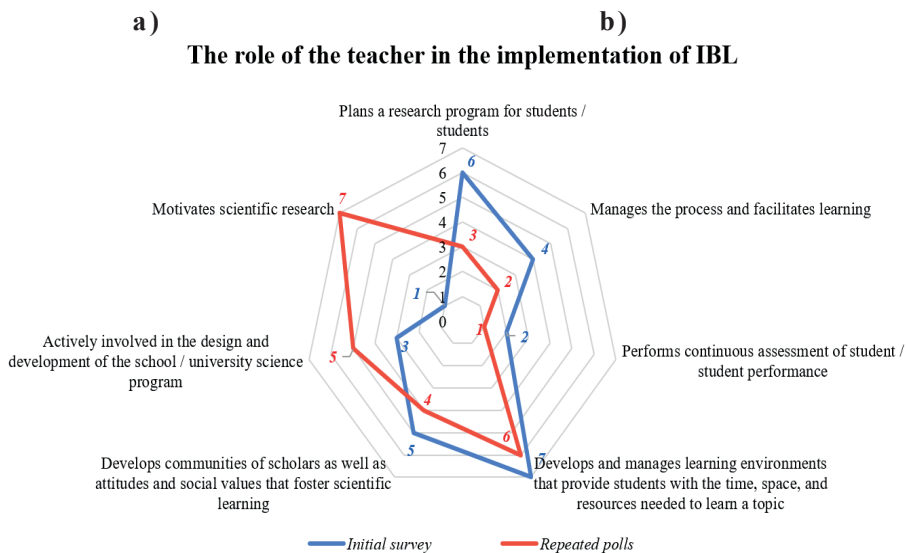 a) b)
The role of the teacher in the implementation of IBL
Plans a research program for students /
students
7
6
5
4
3
2
1
0
6
4
2
7
5
3
1
3
2
1
6
4
5
7
Manages the process and facilitates learning
Performs continuous assessment of student /
student performance
Develops and manages learning environments
that provide students with the time, space, and
resources needed to learn a topic
Develops communities of scholars as well as
attitudes and social values that foster scientific
learning
Actively involved in the design and
development of the school / university science
program
Motivates scientific research
Initial survey Repeated polls